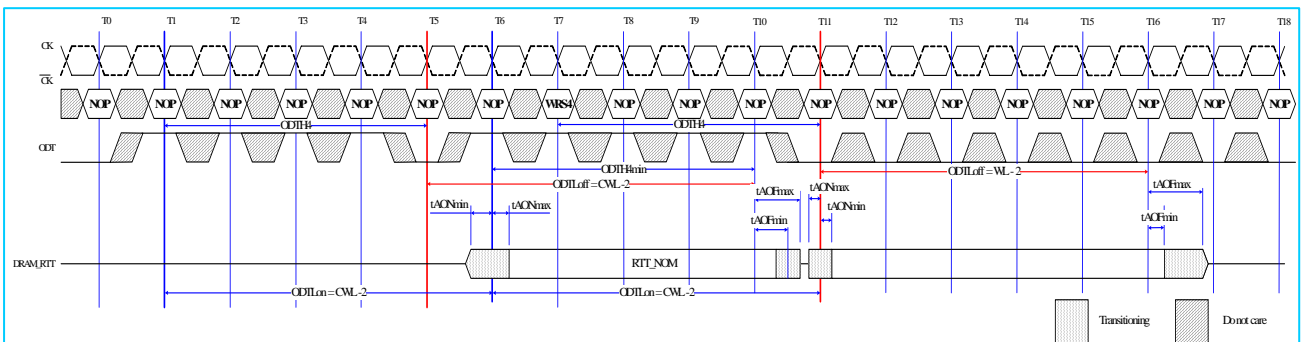 T0 T1 T2 T3 T4 T5 T6 T7 T8 T9 T10 T11 T12 T13 T14 T15 T16 T17 T18
CK
CK
NOP NOP NOP NOP NOP NOP NOP WRS4 NOP NOP NOP NOP NOP NOP NOP NOP NOP NOP NOP
ODTH4 ODTH4
ODT
ODTH4min ODTLoff = WL - 2
ODTLoff = CWL - 2
tAONmin tAONmax tAOFmax tAONmax tAONmin tAOFmax
tAOFmin tAOFmin
DRAM_RTT RTT_NOM
ODTLon = CWL - 2 ODTLon = CWL - 2
Transitioning Do not care